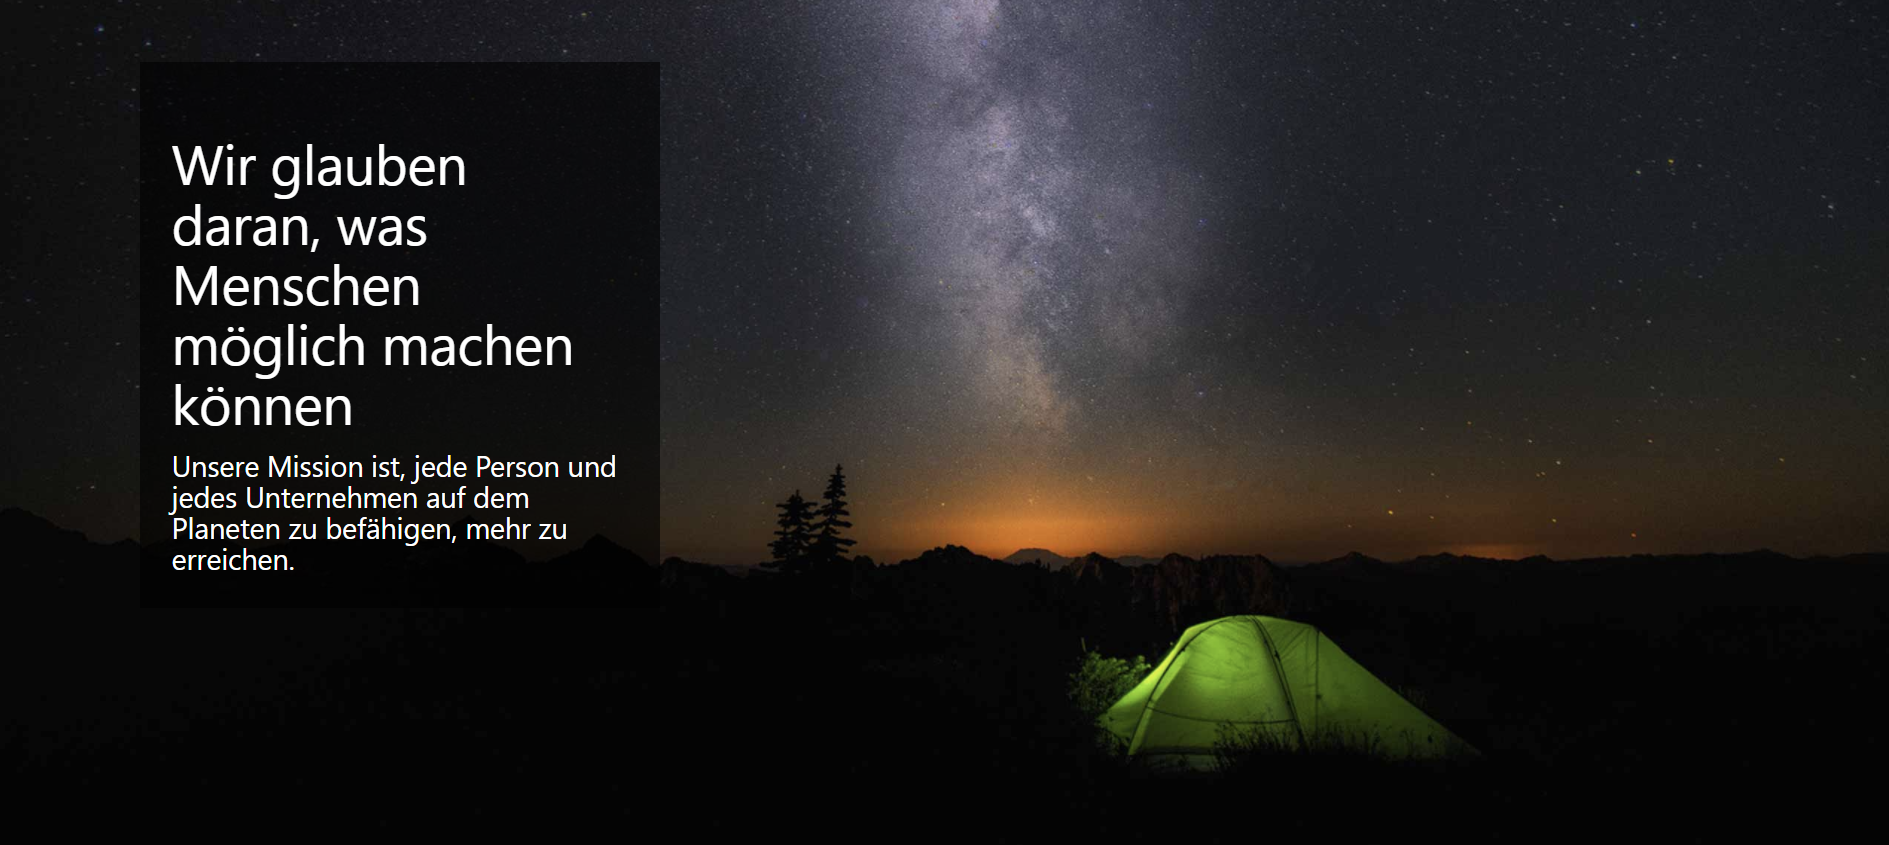 Wir glauben
daran, was
Menschen
möglich machen
können
Unsere Mission ist, jede Person und
jedes Unternehmen auf dem
Planeten zu befähigen, mehr zu
erreichen.